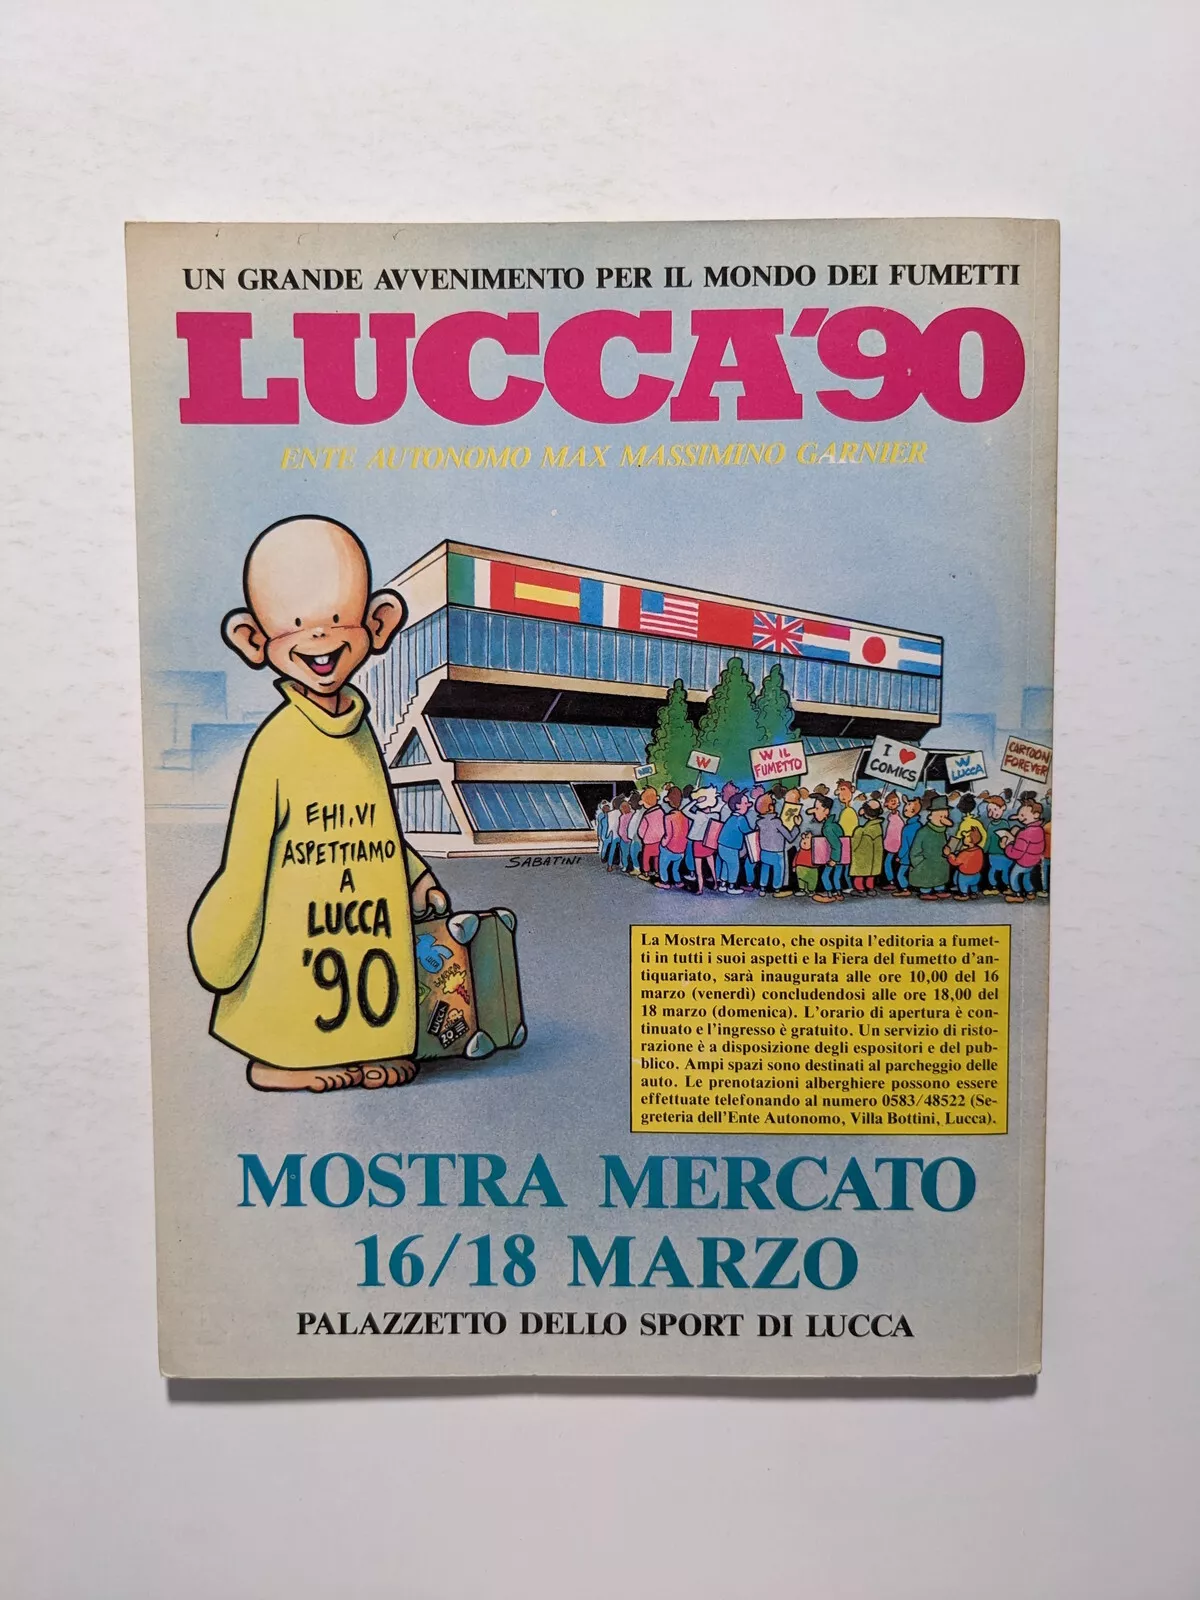 UN GRANDE AVVENIMENTO PER IL MONDO DEI FUMETTI
LUCCA'90
ENTE AUTONOMO MAX MASSIMINO GARNIER
EHI, VI
ASPETTIAMO
A
LUCCA
'90
LUCCA
LUCCA
20
W
W IL
FUMETTO
I ♥
COMICS
W
LUCCA
CARTOON
FOREVER
SABATINI
La Mostra Mercato, che ospita l'editoria a fumet-
ti in tutti i suoi aspetti e la Fiera del fumetto d'an-
tiquariato, sarà inaugurata alle ore 10,00 del 16
marzo (venerdì) concludendosi alle ore 18,00 del
18 marzo (domenica). L'orario di apertura è con-
tinuato e l'ingresso è gratuito. Un servizio di risto-
razione è a disposizione degli espositori e del pub-
blico. Ampi spazi sono destinati al parcheggio delle
auto. Le prenotazioni alberghiere possono essere
effettuate telefonando al numero 0583/48522 (Se-
greteria dell'Ente Autonomo, Villa Bottini, Lucca).
MOSTRA MERCATO
16/18 MARZO
PALAZZETTO DELLO SPORT DI LUCCA